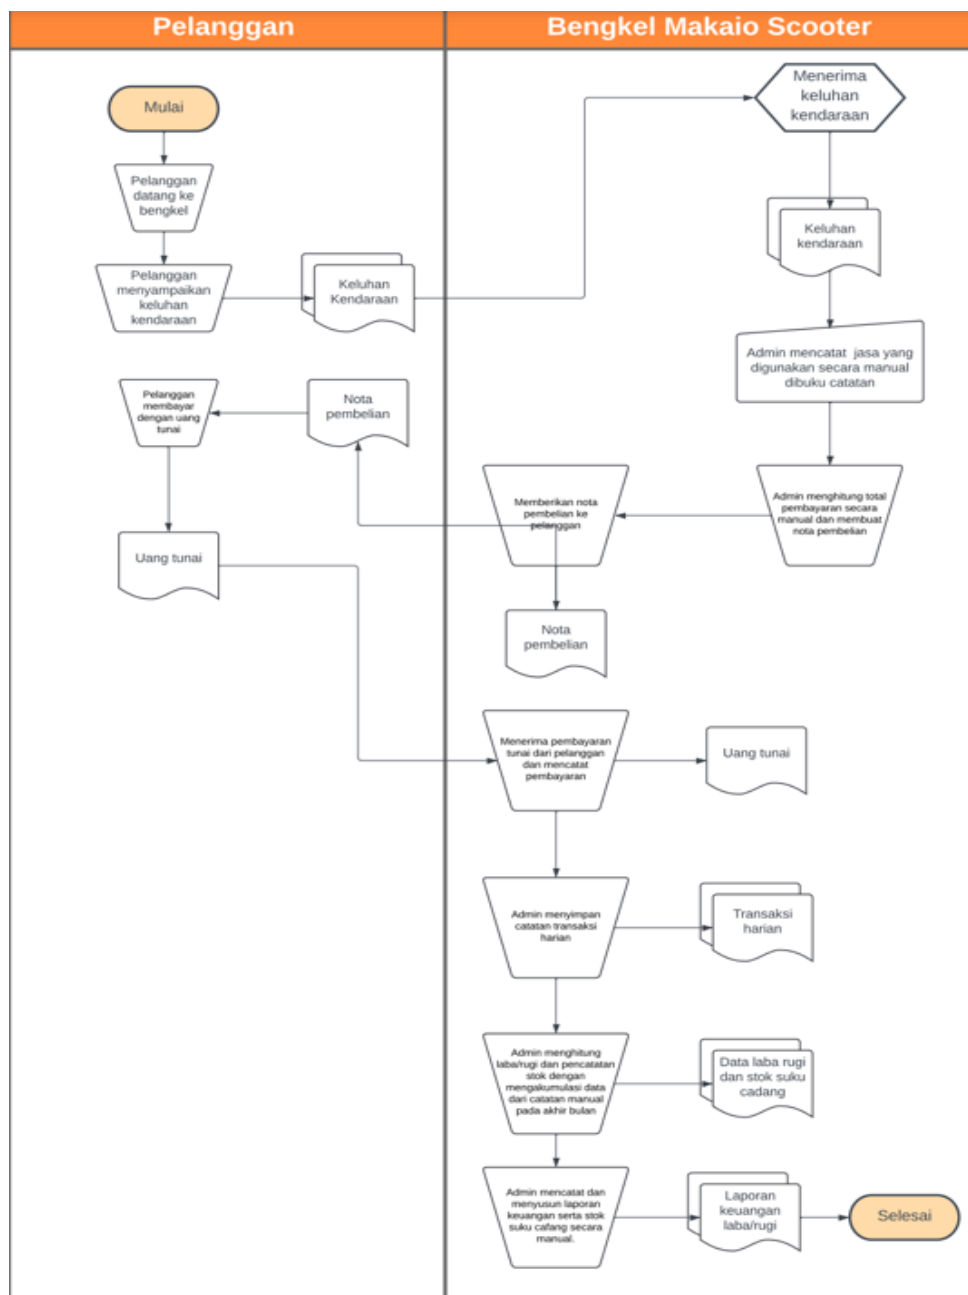 Pelanggan
Bengkel Makaio Scooter
Mulai
Pelanggan
datang ke
bengkel
Pelanggan
menyampaikan
keluhan
kendaraan
Keluhan
Kendaraan
Menerima
keluhan
kendaraan
Keluhan
kendaraan
Admin mencatat jasa yang
digunakan secara manual
dibuku catatan
Admin menghitung total
pembayaran secara
manual dan membuat
nota pembelian
Memberikan nota
pembelian ke
pelanggan
Nota
pembelian
Nota
pembelian
Pelanggan
membayar
dengan uang
tunai
Uang tunai
Menerima pembayaran
tunai dari pelanggan
dan mencatat
pembayaran
Uang tunai
Admin menyimpan
catatan transaksi
harian
Transaksi
harian
Admin menghitung
laba/rugi dan pencatatan
stok dengan
mengakumulasi data
dari catatan manual
pada akhir bulan
Data laba rugi
dan stok suku
cadang
Admin mencatat dan
menyusun laporan
keuangan serta stok
suku cafang secara
manual.
Laporan
keuangan
laba/rugi
Selesai